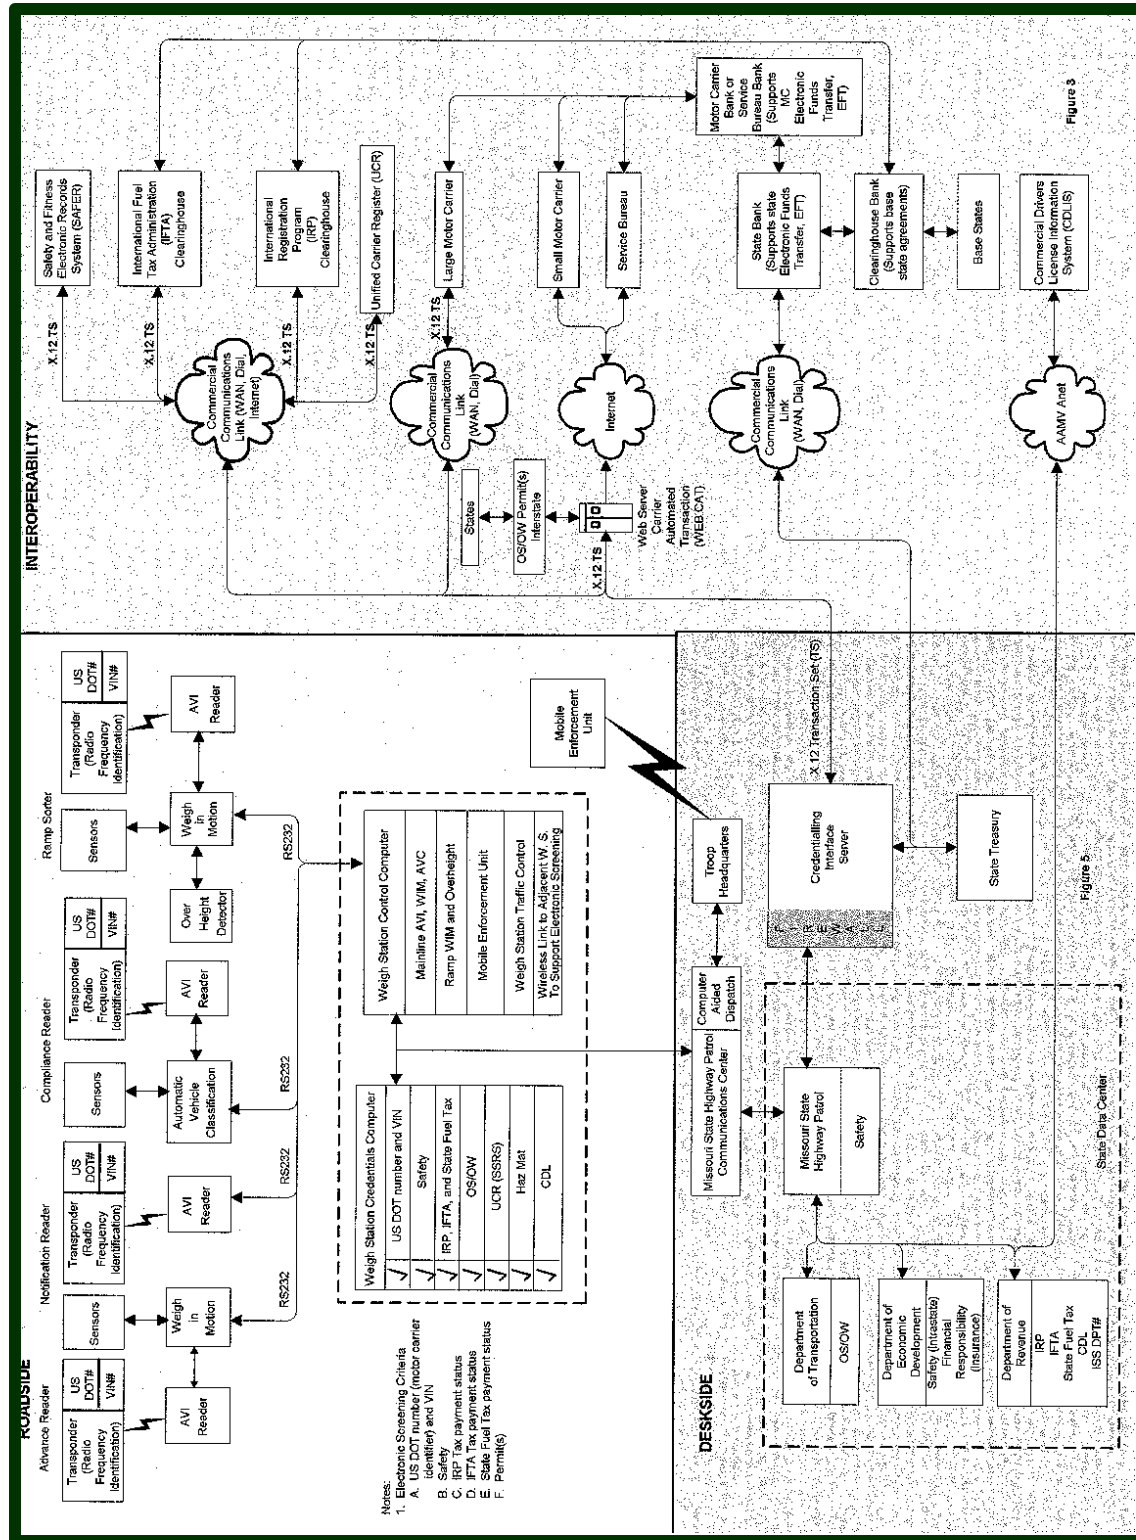 ROADSIDE
Advance Reader
Transponder
(Radio
Frequency
Identification)
US
DOT#
VIN#
AVI
Reader
Sensors
Weigh
in
Motion
Notification Reader
Transponder
(Radio
Frequency
Identification)
US
DOT#
VIN#
AVI
Reader
Compliance Reader
Sensors
Automatic
Vehicle
Classification
Transponder
(Radio
Frequency
Identification)
US
DOT#
VIN#
AVI
Reader
Ramp Sorter
Over
Height
Detector
Sensors
Weigh
in
Motion
Transponder
(Radio
Frequency
Identification)
US
DOT#
VIN#
AVI
Reader
RS232
RS232
RS232
RS232
Notes:
1. Electronic Screening Criteria
A. US DOT number (motor carrier
identifier) and VIN
B. Safety
C. IRP Tax payment status
D. IFTA Tax payment status
E. State Fuel Tax payment status
F. Permit(s)
Weigh Station Credentials Computer
US DOT number and VIN
Safety
IRP, IFTA, and State Fuel Tax
OS/OW
UCR (SSRS)
Haz Mat
CDL
Weigh Station Control Computer
Mainline AVI, WIM, AVC
Ramp WIM and Overheight
Mobile Enforcement Unit
Weigh Station Traffic Control
Wireless Link to Adjacent W. S.
To Support Electronic Screening
Mobile
Enforcement
Unit
DESKSIDE
Missouri State Highway Patrol
Communications Center
Computer
Aided
Dispatch
Troop
Headquarters
Department
of Transportation
OS/OW
Department of
Economic
Development
Safety (Intrastate)
Financial
Responsibility
(Insurance)
Department of
Revenue
IRP
IFTA
State Fuel Tax
CDL
ISS DPT#
Missouri State
Highway Patrol
Safety
State Data Center
FIREWALL
Credentialling
Interface
Server
X.12 Transaction Set (TS)
State Treasury
Figure 5
INTEROPERABILITY
Safety and Fitness
Electronic Records
System (SAFER)
International Fuel
Tax Administration
(IFTA)
Clearinghouse
International
Registration
Program
(IRP)
Clearinghouse
Unified Carrier Register (UCR)
X.12 TS
X.12 TS
X.12 TS
X.12 TS
Commercial
Communications
Link (WAN, Dial,
Internet)
Large Motor Carrier
X.12 TS
Commercial
Communications
Link
(WAN, Dial)
Small Motor Carrier
Service Bureau
Internet
States
OS/OW Permit(s)
Interstate
X.12 TS
Web Server
Carrier
Automated
Transaction
(WEB CAT)
Motor Carrier
Bank or
Service
Bureau Bank
(Supports
MC
Electronic
Funds
Transfer,
EFT)
State Bank
(Supports state
Electronic Funds
Transfer, EFT)
Commercial
Communications
Link
(WAN, Dial)
Clearinghouse Bank
(Supports base
state agreements)
Base States
Commercial Drivers
License Information
System (CDLIS)
AAMV Anet
Figure 3